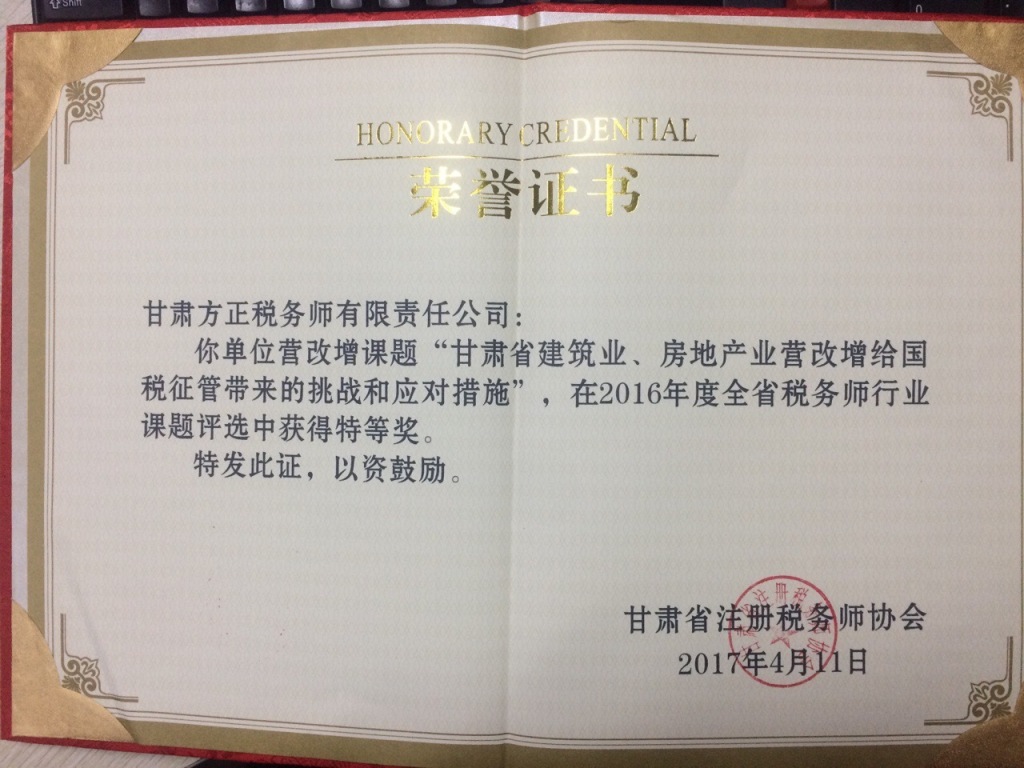 Shift
HONORARY CREDENTIAL
荣誉证书
甘肃方正税务师有限责任公司：
你单位营改增课题“甘肃省建筑业、房地产业营改增给国
税征管带来的挑战和应对措施”，在2016年度全省税务师行业
课题评选中获得特等奖。
特发此证，以资鼓励。
甘肃省注册税务师协会
2017年4月11日